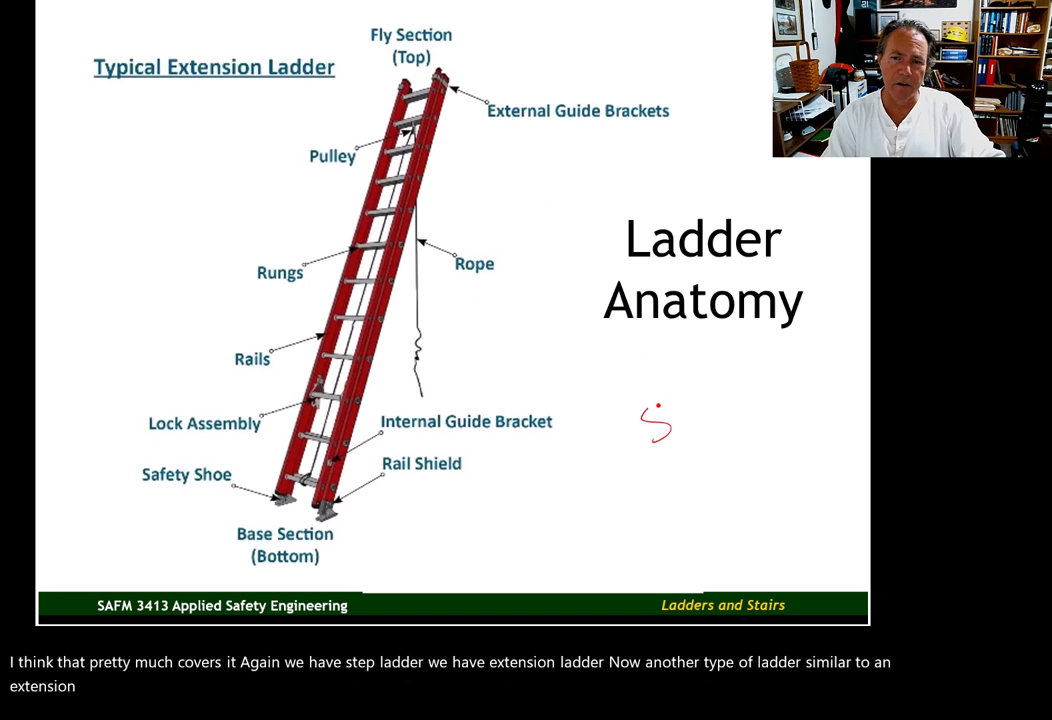 Fly Section
(Top)
Typical Extension Ladder
External Guide Brackets
Pulley
Ladder
Anatomy
Rope
Rungs
Rails
Lock Assembly
Internal Guide Bracket
S
Rail Shield
Safety Shoe
Base Section
(Bottom)
SAFM 3413 Applied Safety Engineering
Ladders and Stairs
I think that pretty much covers it Again we have step ladder we have extension ladder Now another type of ladder similar to an
extension